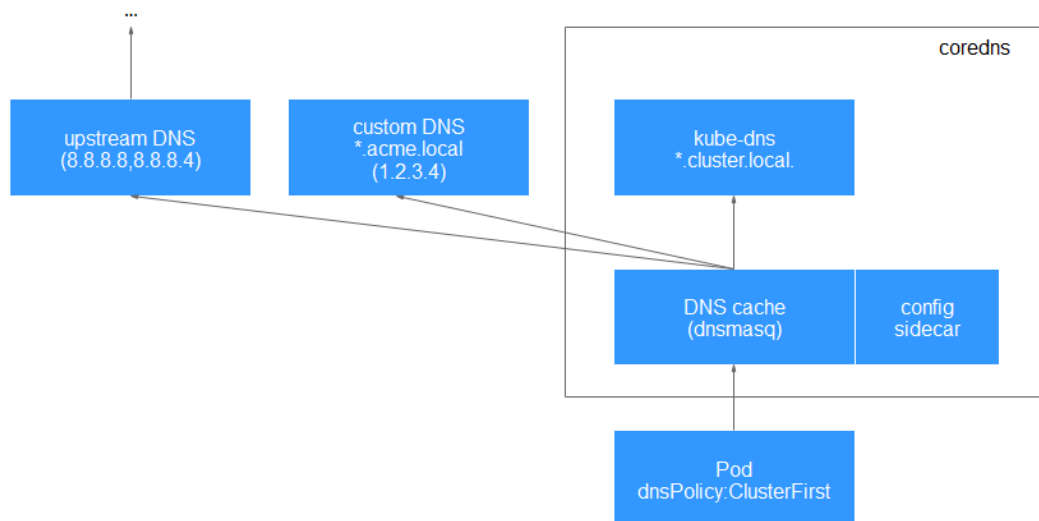 ...
coredns
upstream DNS
(8.8.8.8,8.8.8.4)
custom DNS
*.acme.local
(1.2.3.4)
kube-dns
*.cluster.local.
DNS cache
(dnsmasq)
config
sidecar
Pod
dnsPolicy:ClusterFirst